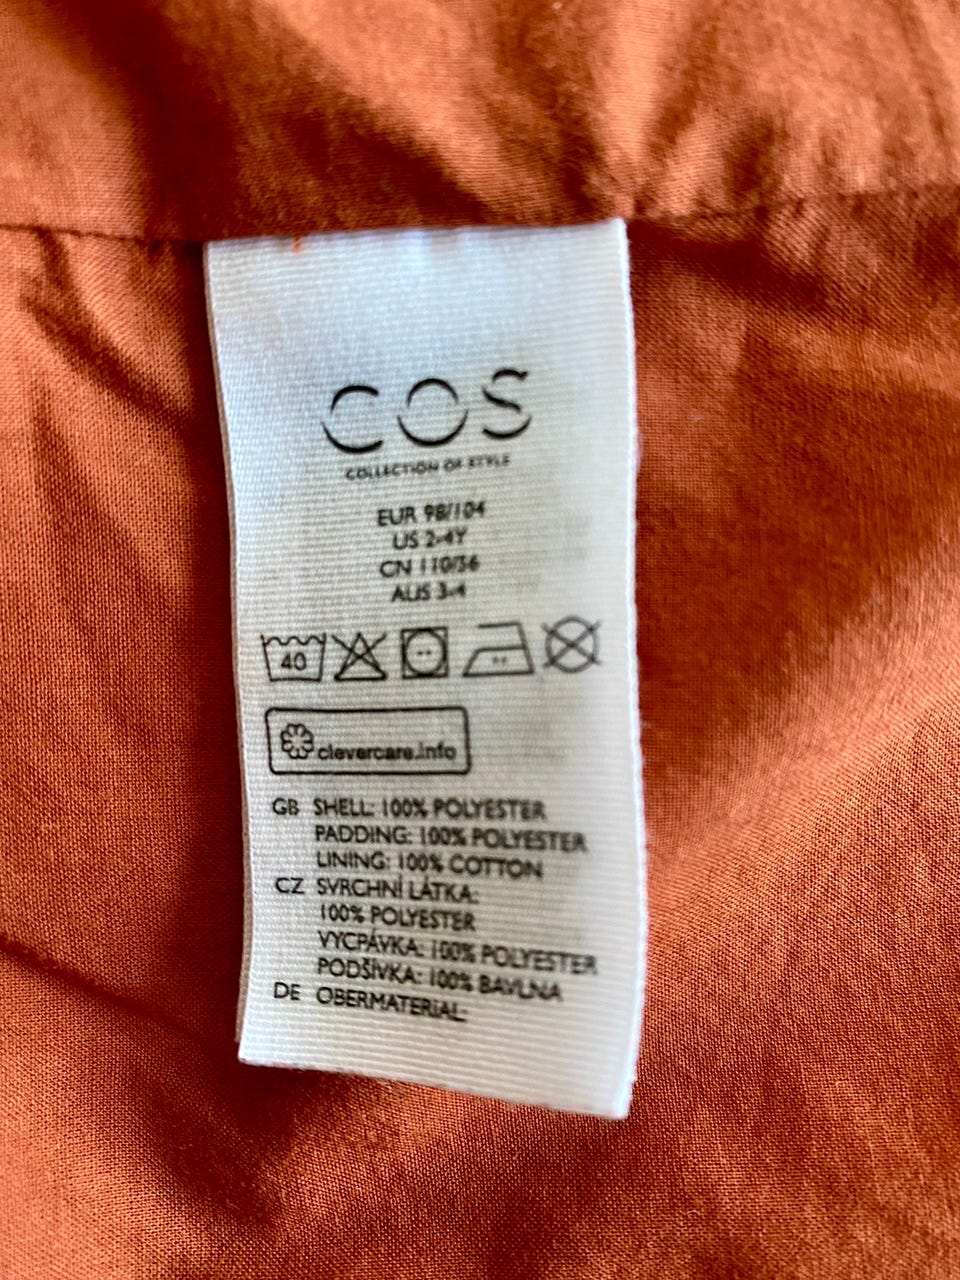 COS
COLLECTION OF STYLE
EUR 98/104
US 2-4Y
CN 110/56
AUS 3-4
40
clevercare.info
GB SHELL: 100% POLYESTER
PADDING: 100% POLYESTER
LINING: 100% COTTON
CZ SVRCHNÍ LÁTKA:
100% POLYESTER
VYCPÁVKA: 100% POLYESTER
PODŠÍVKA: 100% BAVLNA
DE OBERMATERIAL: